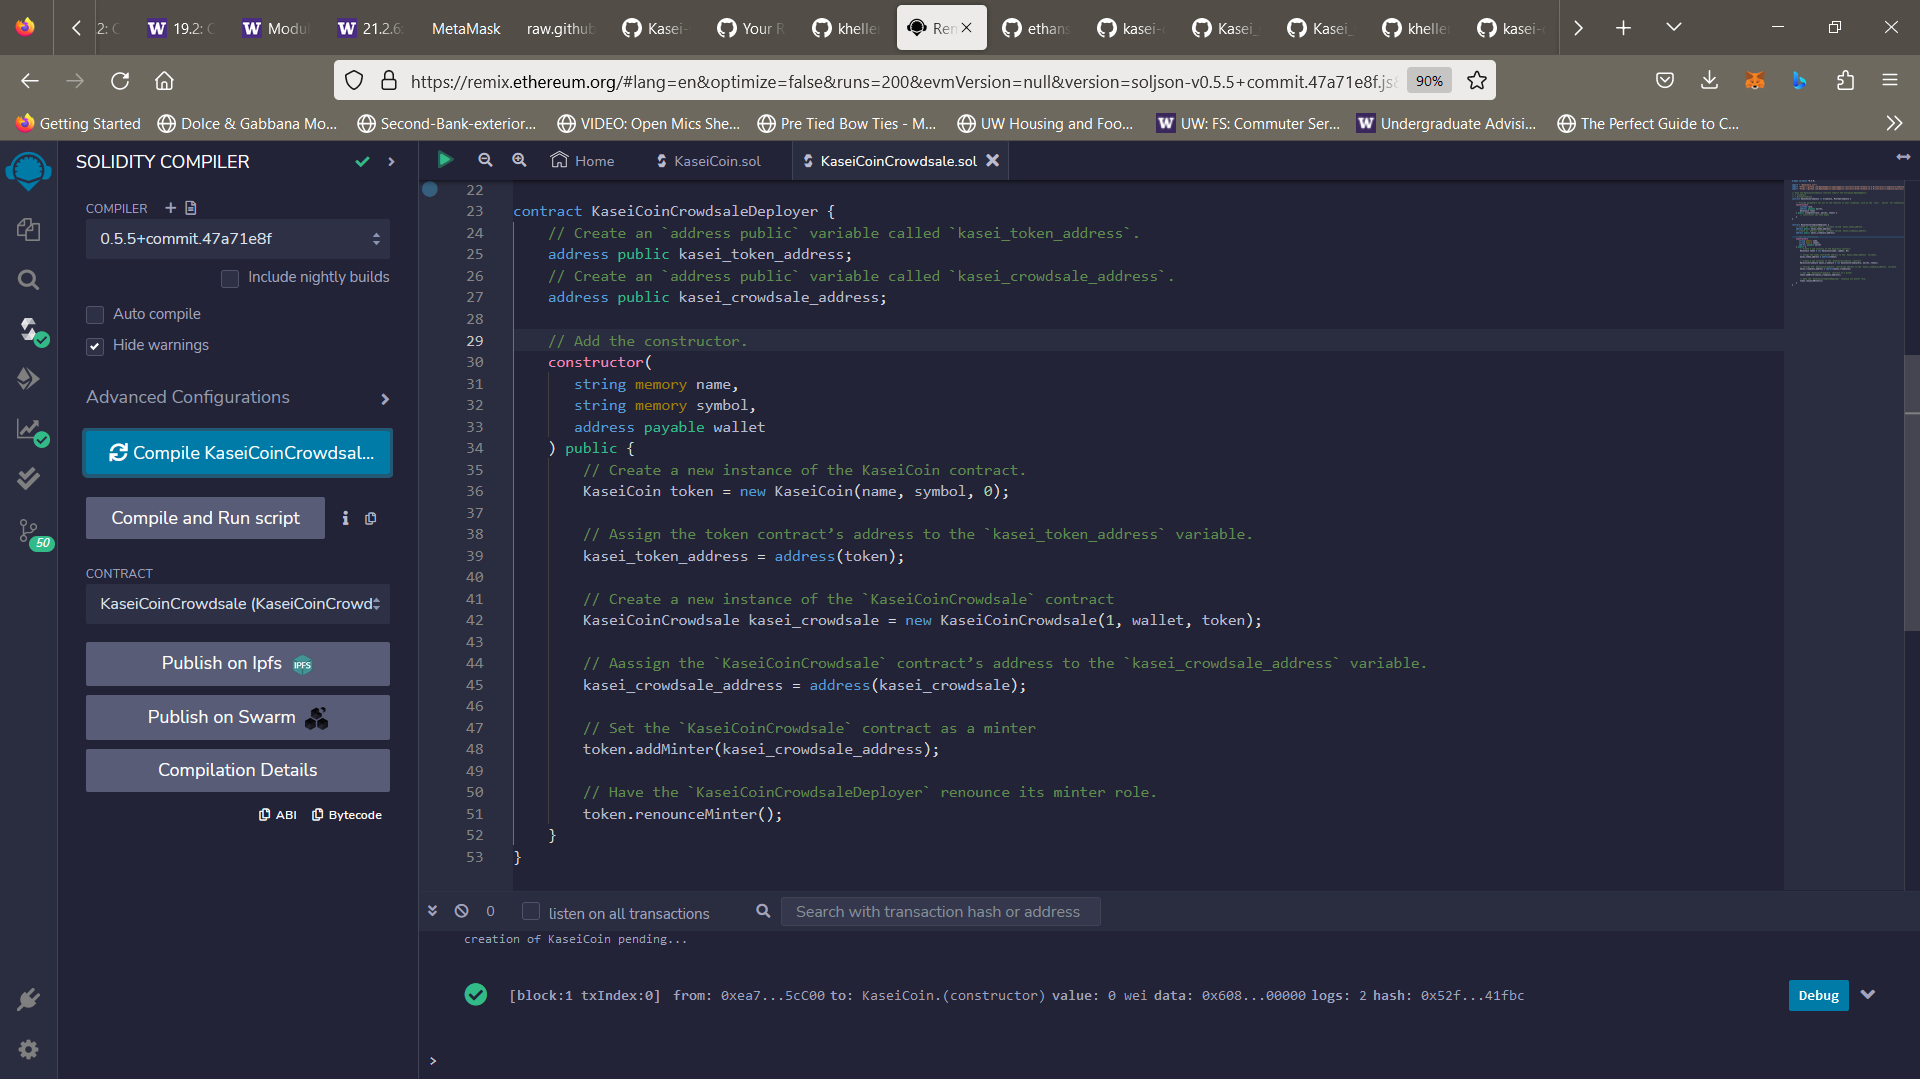 19.2: C
Modul
21.2.6:
MetaMask
raw.github
Kasei-
Your R
khelle
Ren
ethans
kasei-c
Kasei_
Kasei_
khelle
kasei-c
https://remix.ethereum.org/#lang=en&optimize=false&runs=200&evmVersion=null&version=soljson-v0.5.5+commit.47a71e8f.js
90%
Getting Started
Dolce & Gabbana Mo...
Second-Bank-exterior...
VIDEO: Open Mics She...
Pre Tied Bow Ties - M...
UW Housing and Foo...
UW: FS: Commuter Ser...
Undergraduate Advisi...
The Perfect Guide to C...
SOLIDITY COMPILER
COMPILER
0.5.5+commit.47a71e8f
Include nightly builds
Auto compile
Hide warnings
Advanced Configurations
Compile KaseiCoinCrowdsal...
Compile and Run script
CONTRACT
KaseiCoinCrowdsale (KaseiCoinCrowd
Publish on Ipfs IPFS
Publish on Swarm
Compilation Details
ABI Bytecode
50
Home
KaseiCoin.sol
KaseiCoinCrowdsale.sol
22
23 contract KaseiCoinCrowdsaleDeployer {
24 // Create an `address public` variable called `kasei_token_address`.
25 address public kasei_token_address;
26 // Create an `address public` variable called `kasei_crowdsale_address`.
27 address public kasei_crowdsale_address;
28
29 // Add the constructor.
30 constructor(
31 string memory name,
32 string memory symbol,
33 address payable wallet
34 ) public {
35 // Create a new instance of the KaseiCoin contract.
36 KaseiCoin token = new KaseiCoin(name, symbol, 0);
37
38 // Assign the token contract’s address to the `kasei_token_address` variable.
39 kasei_token_address = address(token);
40
41 // Create a new instance of the `KaseiCoinCrowdsale` contract
42 KaseiCoinCrowdsale kasei_crowdsale = new KaseiCoinCrowdsale(1, wallet, token);
43
44 // Aassign the `KaseiCoinCrowdsale` contract’s address to the `kasei_crowdsale_address` variable.
45 kasei_crowdsale_address = address(kasei_crowdsale);
46
47 // Set the `KaseiCoinCrowdsale` contract as a minter
48 token.addMinter(kasei_crowdsale_address);
49
50 // Have the `KaseiCoinCrowdsaleDeployer` renounce its minter role.
51 token.renounceMinter();
52 }
53 }
0
listen on all transactions
Search with transaction hash or address
creation of KaseiCoin pending...
[block:1 txIndex:0] from: 0xea7...5cC00 to: KaseiCoin.(constructor) value: 0 wei data: 0x608...00000 logs: 2 hash: 0x52f...41fbc
Debug
>